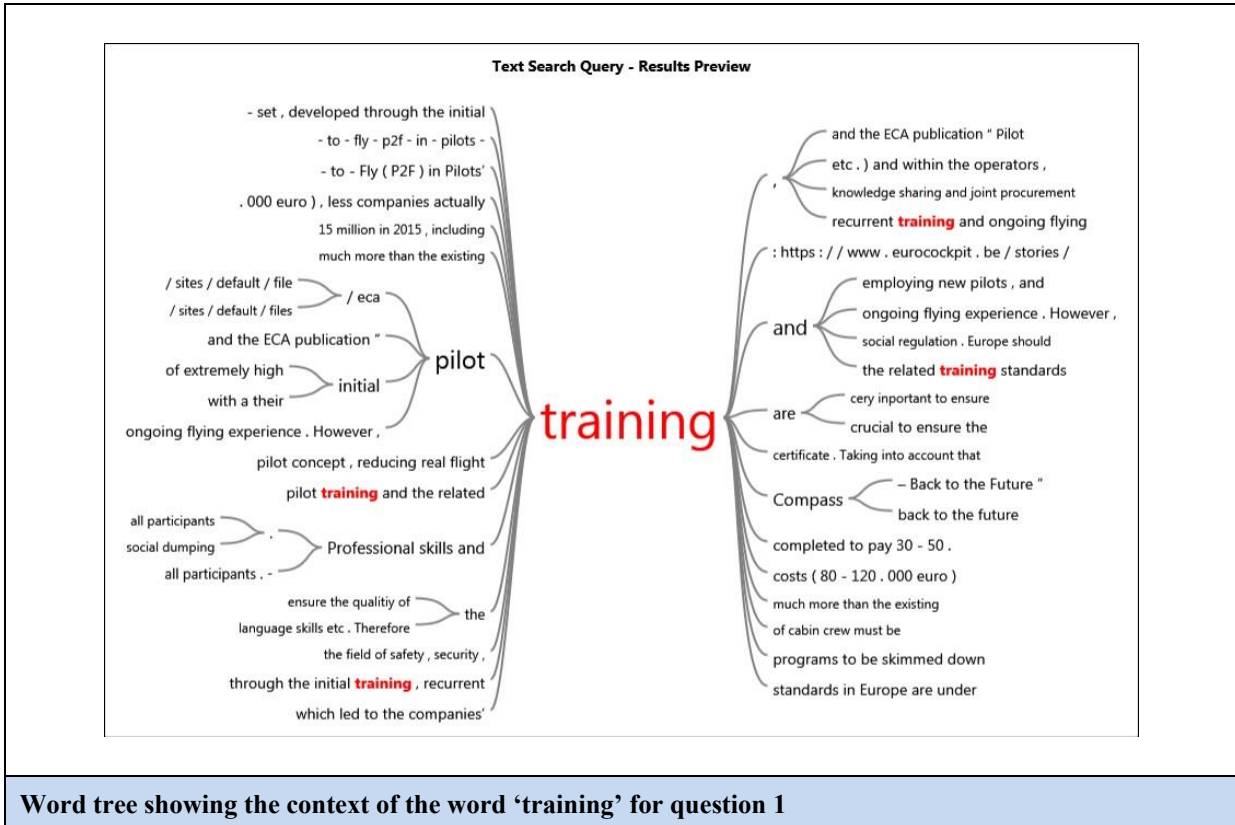 Text Search Query - Results Preview
- set , developed through the initial
- to - fly - p2f - in - pilots -
- to - Fly ( P2F ) in Pilots'
. 000 euro ) , less companies actually
15 million in 2015 , including
much more than the existing
/ sites / default / file
/ sites / default / files
/ eca
and the ECA publication "
of extremely high
with a their
initial
ongoing flying experience . However ,
pilot
pilot concept , reducing real flight
pilot training and the related
all participants
social dumping
.
all participants . -
Professional skills and
ensure the qualitiy of
language skills etc . Therefore
the
the field of safety , security ,
through the initial training , recurrent
which led to the companies'
training
,
and the ECA publication " Pilot
etc . ) and within the operators ,
knowledge sharing and joint procurement
recurrent training and ongoing flying
: https : / / www . eurocockpit . be / stories /
and
employing new pilots , and
ongoing flying experience . However ,
social regulation . Europe should
the related training standards
are
cery inportant to ensure
crucial to ensure the
certificate . Taking into account that
Compass
– Back to the Future "
back to the future
completed to pay 30 - 50 .
costs ( 80 - 120 . 000 euro )
much more than the existing
of cabin crew must be
programs to be skimmed down
standards in Europe are under
Word tree showing the context of the word ‘training’ for question 1